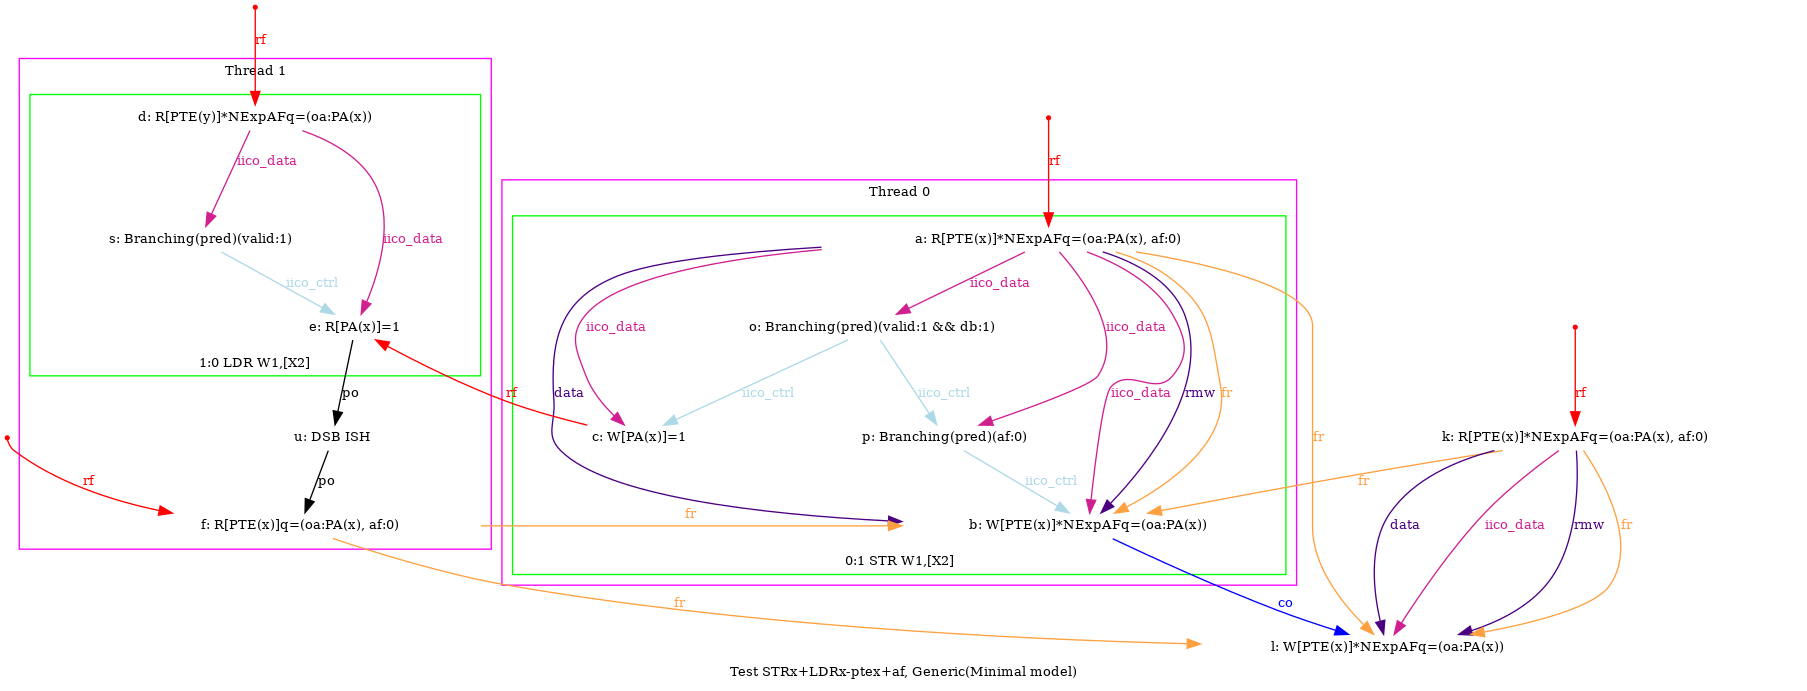 rf
Thread 1
d: R[PTE(y)]*NExpAFq=(oa:PA(x))
rf
iico_data
Thread 0
s: Branching(pred)(valid:1)
iico_data
a: R[PTE(x)]*NExpAFq=(oa:PA(x), af:0)
iico_ctrl
iico_data
e: R[PA(x)]=1
iico_data
o: Branching(pred)(valid:1 && db:1)
iico_data
1:0 LDR W1,[X2]
po
rf
data
iico_ctrl
iico_ctrl
iico_data
rmw
fr
rf
u: DSB ISH
c: W[PA(x)]=1
p: Branching(pred)(af:0)
fr
k: R[PTE(x)]*NExpAFq=(oa:PA(x), af:0)
rf
po
iico_ctrl
fr
f: R[PTE(x)]q=(oa:PA(x), af:0)
fr
b: W[PTE(x)]*NExpAFq=(oa:PA(x))
data
iico_data
rmw
fr
0:1 STR W1,[X2]
fr
co
l: W[PTE(x)]*NExpAFq=(oa:PA(x))
Test STRx+LDRx-ptex+af, Generic(Minimal model)